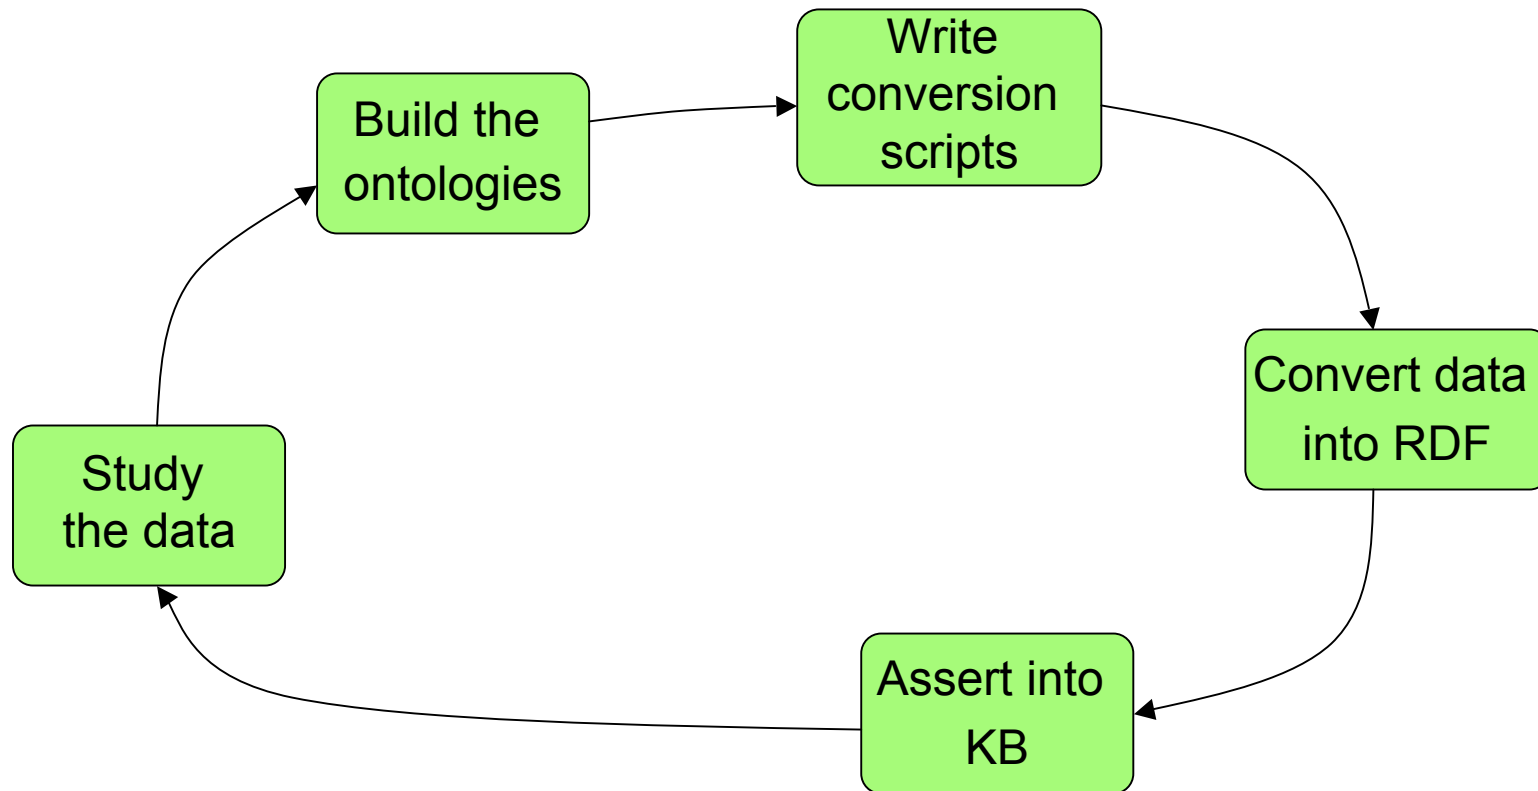 Write
conversion
scripts
Build the
ontologies
Convert data
into RDF
Study
the data
Assert into
KB